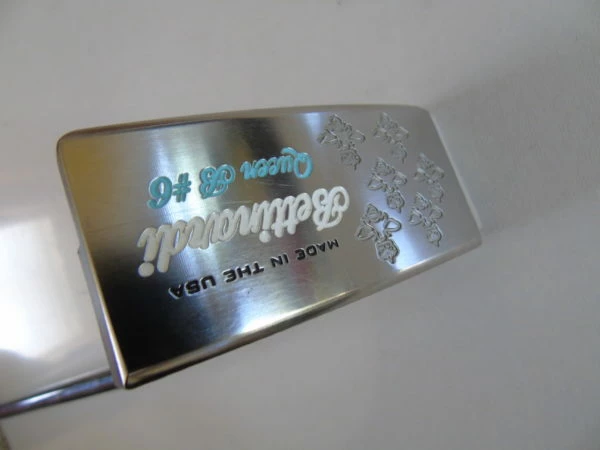 MADE IN THE USA
Bettinardi
Queen B #6